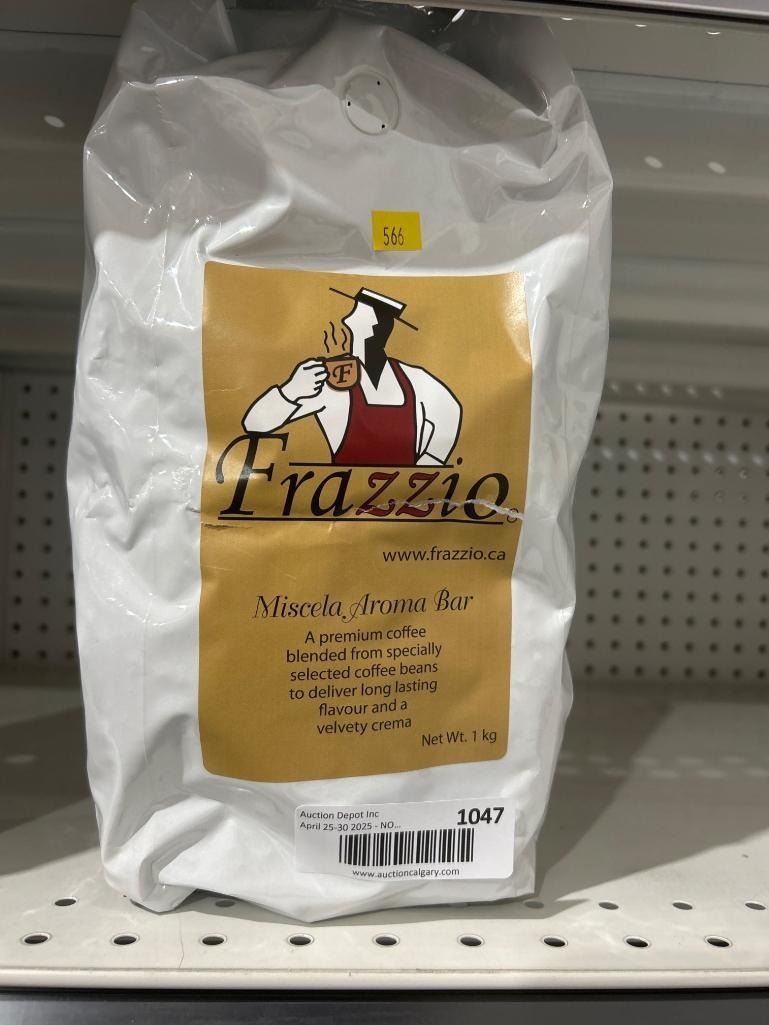 566
F
Frazzio
www.frazzio.ca
Miscela Aroma Bar
A premium coffee
blended from specially
selected coffee beans
to deliver long lasting
flavour and a
velvety crema
Net Wt. 1 kg
Auction Depot Inc
1047
April 25-30 2025 - NO...
www.auctioncalgary.com